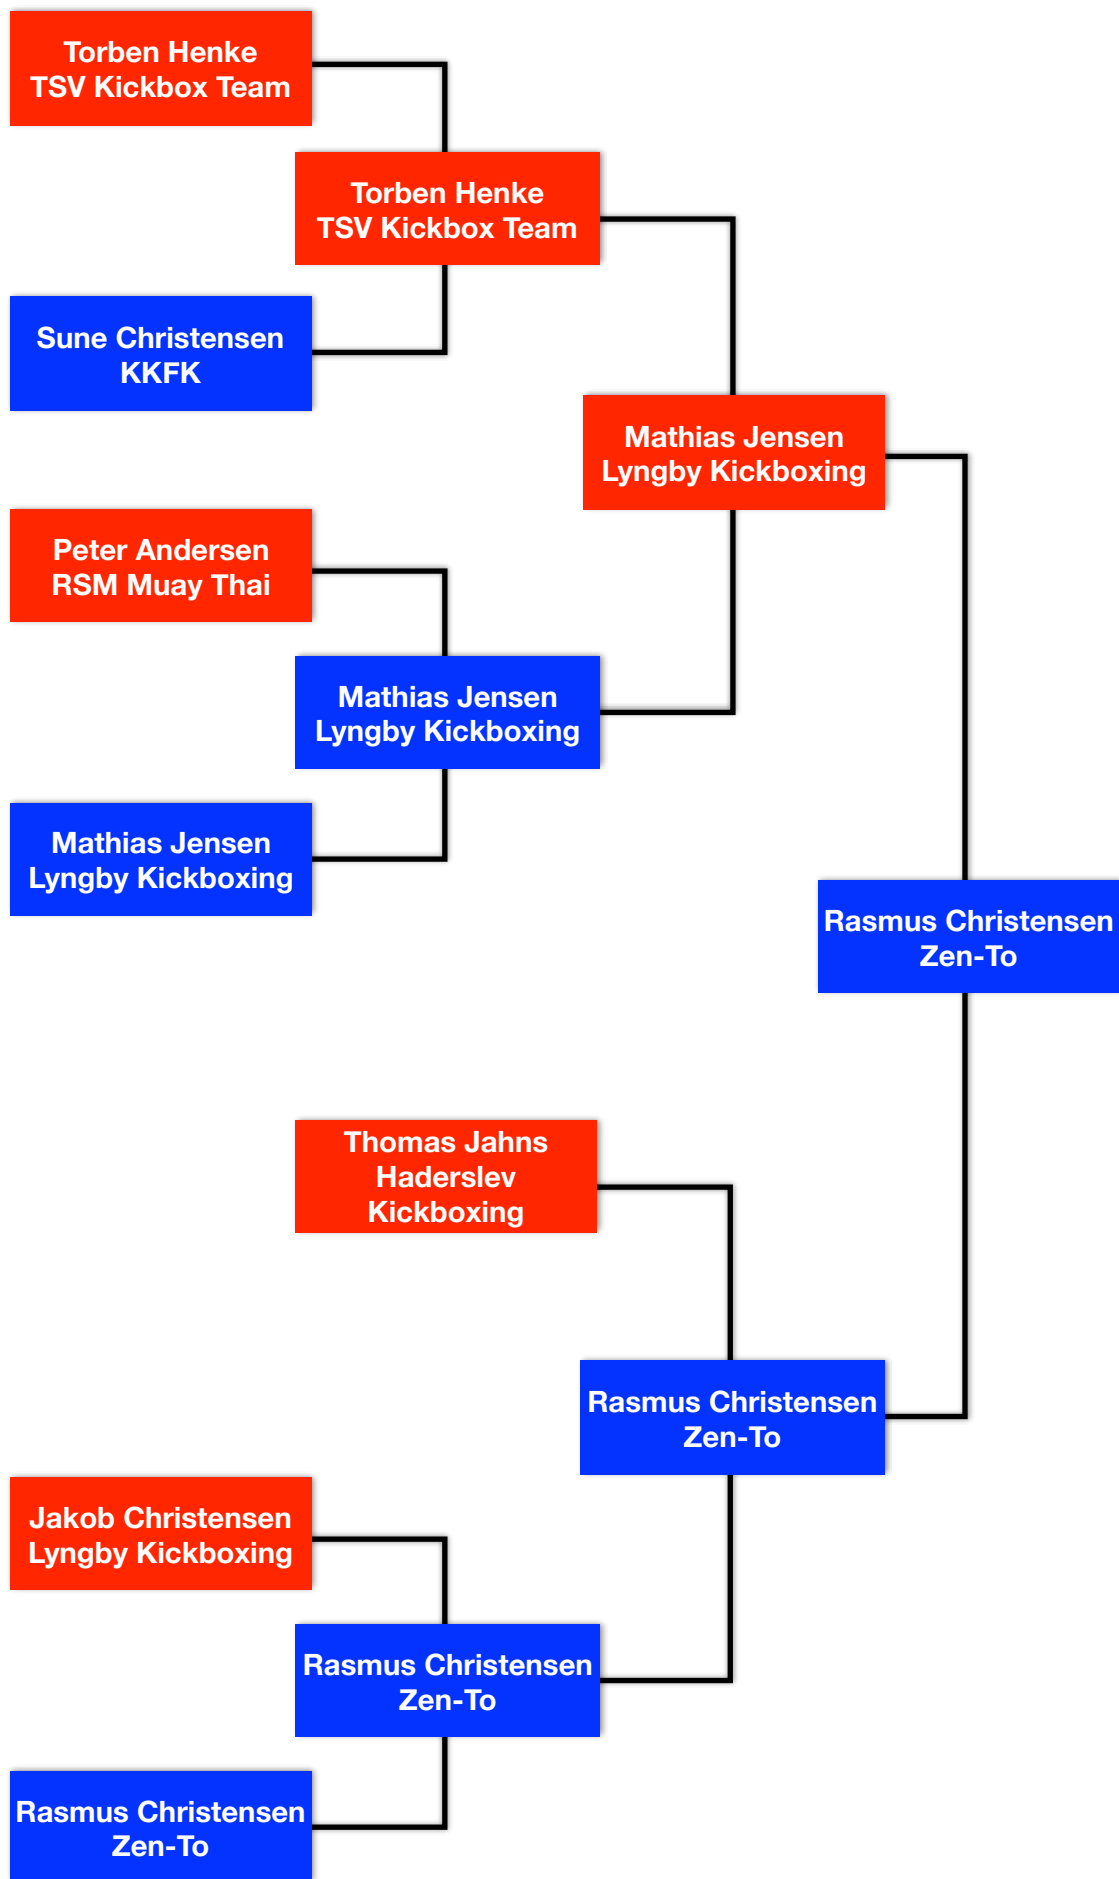 Torben Henke
TSV Kickbox Team
Torben Henke
TSV Kickbox Team
Sune Christensen
KKFK
Mathias Jensen
Lyngby Kickboxing
Peter Andersen
RSM Muay Thai
Mathias Jensen
Lyngby Kickboxing
Mathias Jensen
Lyngby Kickboxing
Rasmus Christensen
Zen-To
Thomas Jahns
Haderslev
Kickboxing
Rasmus Christensen
Zen-To
Jakob Christensen
Lyngby Kickboxing
Rasmus Christensen
Zen-To
Rasmus Christensen
Zen-To